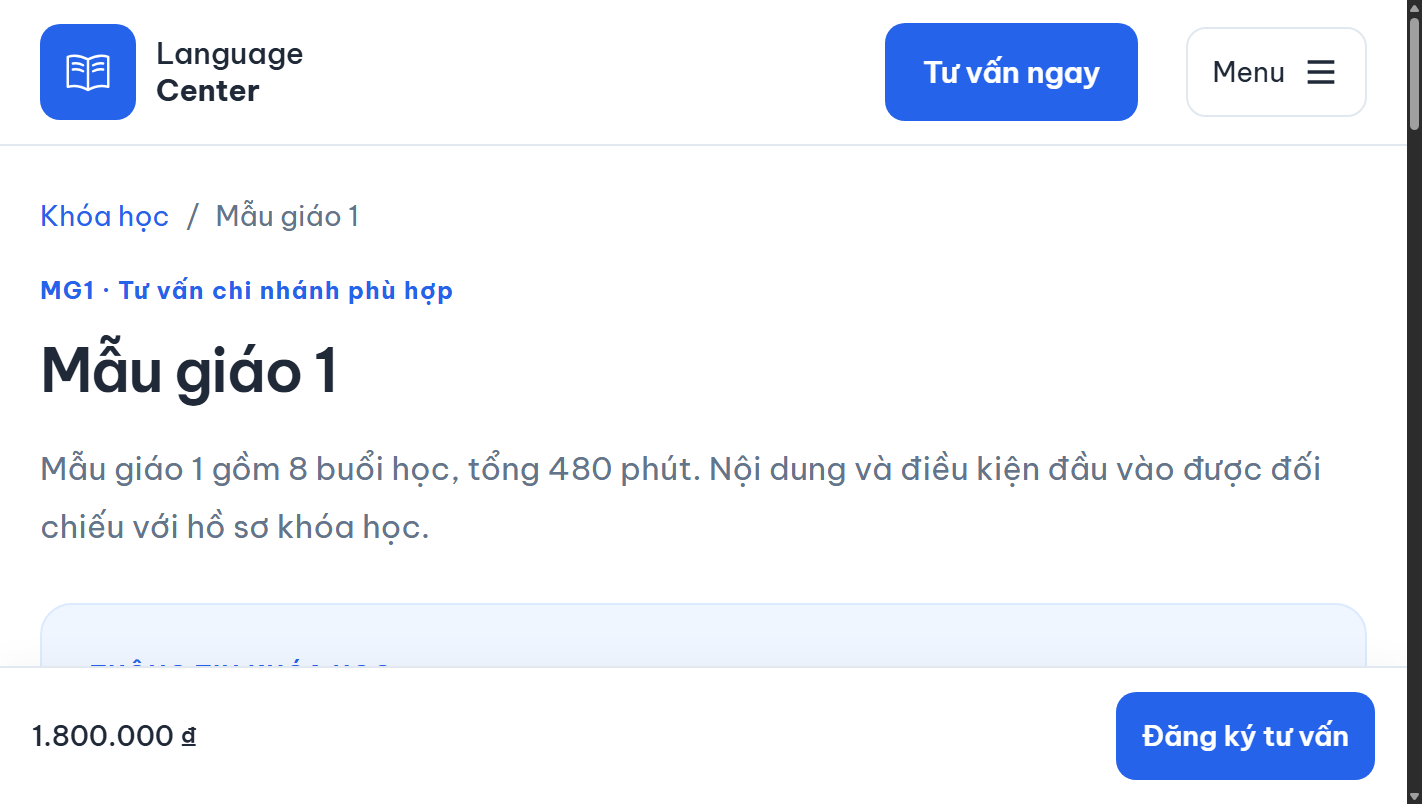 Language
Center
Tư vấn ngay
Menu
Khóa học / Mẫu giáo 1
MG1 · Tư vấn chi nhánh phù hợp
Mẫu giáo 1
Mẫu giáo 1 gồm 8 buổi học, tổng 480 phút. Nội dung và điều kiện đầu vào được đối
chiếu với hồ sơ khóa học.
1.800.000 ₫
Đăng ký tư vấn